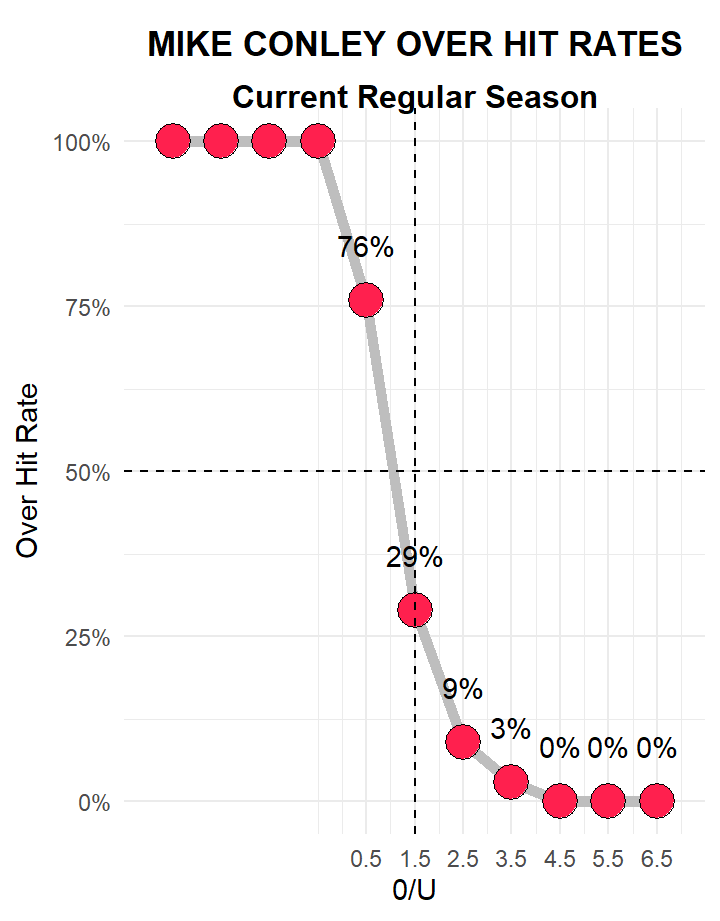 MIKE CONLEY OVER HIT RATES
Current Regular Season
100%
76%
75%
Over Hit Rate
50%
29%
25%
9%
3%
0% 0% 0%
0%
0.5 1.5 2.5 3.5 4.5 5.5 6.5
0/U